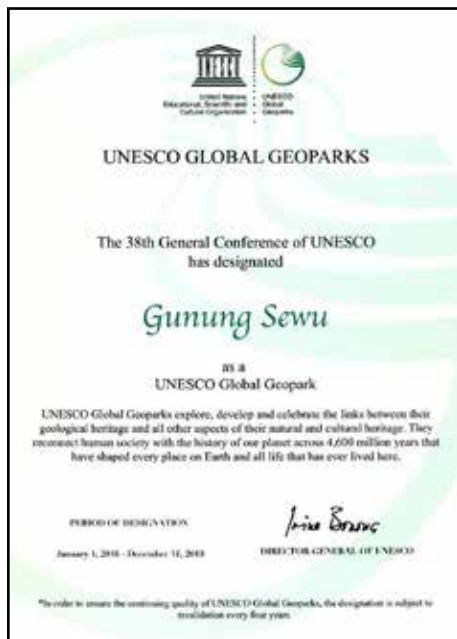 United Nations
Educational, Scientific and
Cultural Organization
UNESCO
Global
Geoparks
UNESCO GLOBAL GEOPARKS
The 38th General Conference of UNESCO
has designated
Gunung Sewu
as a
UNESCO Global Geopark
UNESCO Global Geoparks explore, develop and celebrate the links between their
geological heritage and all other aspects of their natural and cultural heritage. They
reconnect human society with the history of our planet across 4,600 million years that
have shaped every place on Earth and all life that has ever lived here.
PERIOD OF DESIGNATION
January 1, - December
DIRECTOR-GENERAL OF UNESCO
*In order to ensure the continuing quality of UNESCO Global Geoparks, the designation is subject to
revalidation every four years.